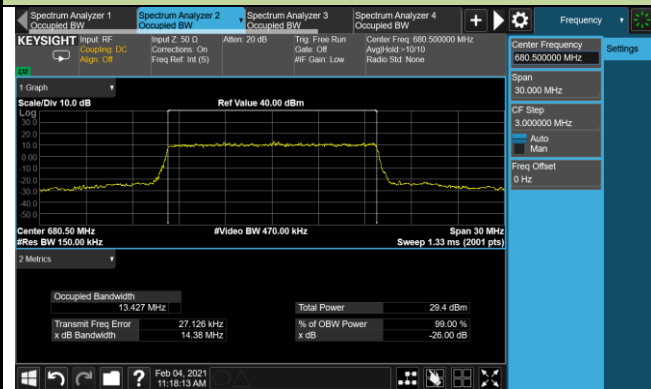 Spectrum Analyzer 1
Occupied BW
Spectrum Analyzer 2
Occupied BW
Spectrum Analyzer 3
Occupied BW
Spectrum Analyzer 4
Occupied BW
Frequency
KEYSIGHT
Input: RF
Coupling: DC
Align: Off
Input Z: 50 Ω
Corrections: On
Freq Ref: Int (S)
Atten: 20 dB
Trig: Free Run
Gate: Off
#IF Gain: Low
Center Freq: 680.500000 MHz
Avg|Hold:>10/10
Radio Std: None
1 Graph
Scale/Div 10.0 dB
Ref Value 40.00 dBm
Log
30.0
20.0
10.0
0.00
-10.0
-20.0
-30.0
-40.0
-50.0
Center 680.50 MHz
#Video BW 470.00 kHz
Span 30 MHz
#Res BW 150.00 kHz
Sweep 1.33 ms (2001 pts)
2 Metrics
Occupied Bandwidth
13.427 MHz
Total Power 29.4 dBm
Transmit Freq Error 27.126 kHz
% of OBW Power 99.00 %
x dB Bandwidth 14.38 MHz
x dB -26.00 dB
Center Frequency
680.500000 MHz
Settings
Span
30.000 MHz
CF Step
3.000000 MHz
Auto
Man
Freq Offset
0 Hz
?
Feb 04, 2021
11:18:13 AM